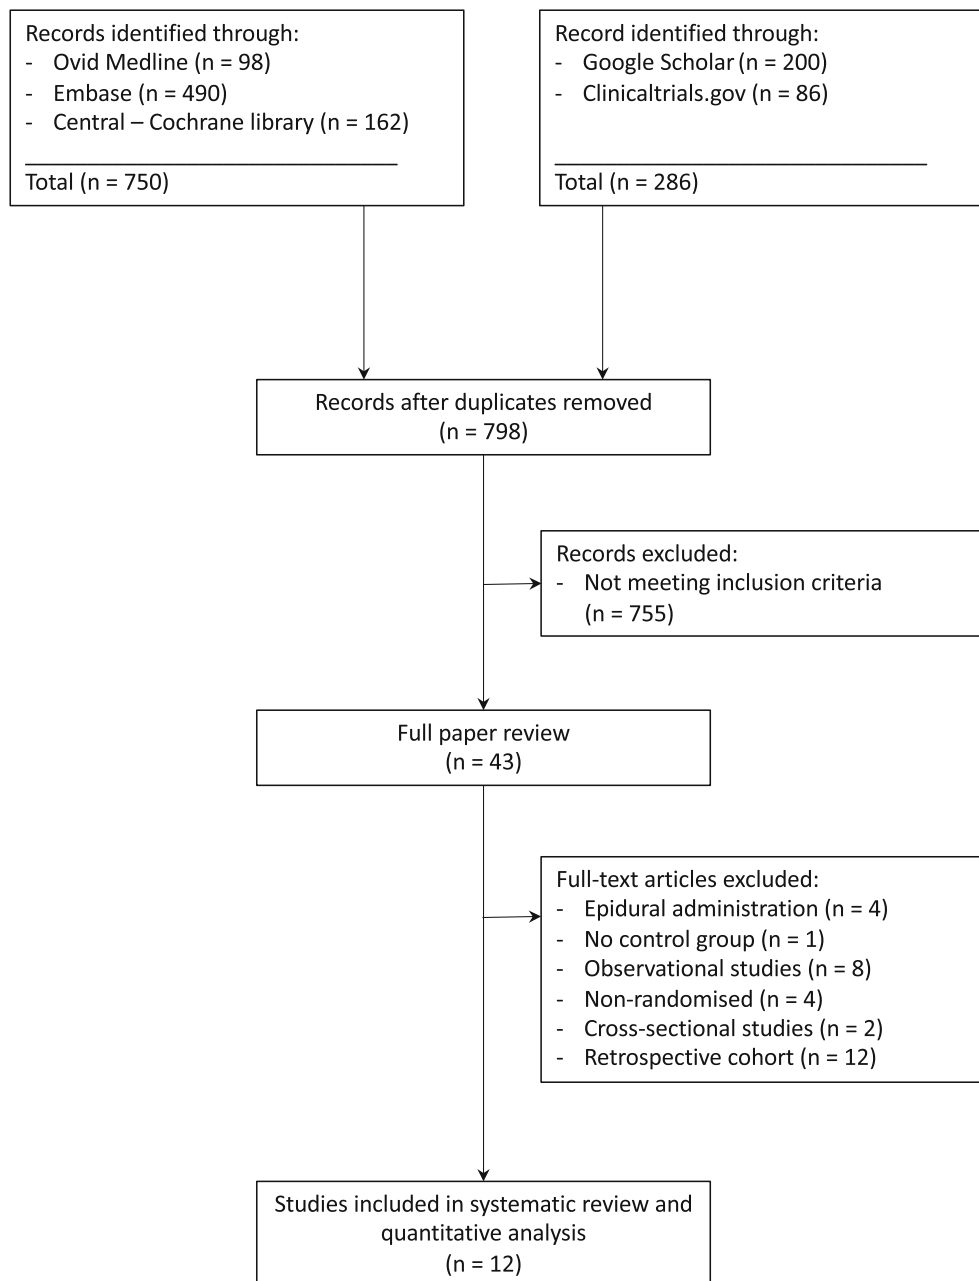 Records identified through:
- Ovid Medline (n = 98)
- Embase (n = 490)
- Central – Cochrane library (n = 162)
Total (n = 750)
Record identified through:
- Google Scholar (n = 200)
- Clinicaltrials.gov (n = 86)
Total (n = 286)
Records after duplicates removed
(n = 798)
Records excluded:
- Not meeting inclusion criteria
(n = 755)
Full paper review
(n = 43)
Full-text articles excluded:
- Epidural administration (n = 4)
- No control group (n = 1)
- Observational studies (n = 8)
- Non-randomised (n = 4)
- Cross-sectional studies (n = 2)
- Retrospective cohort (n = 12)
Studies included in systematic review and
quantitative analysis
(n = 12)